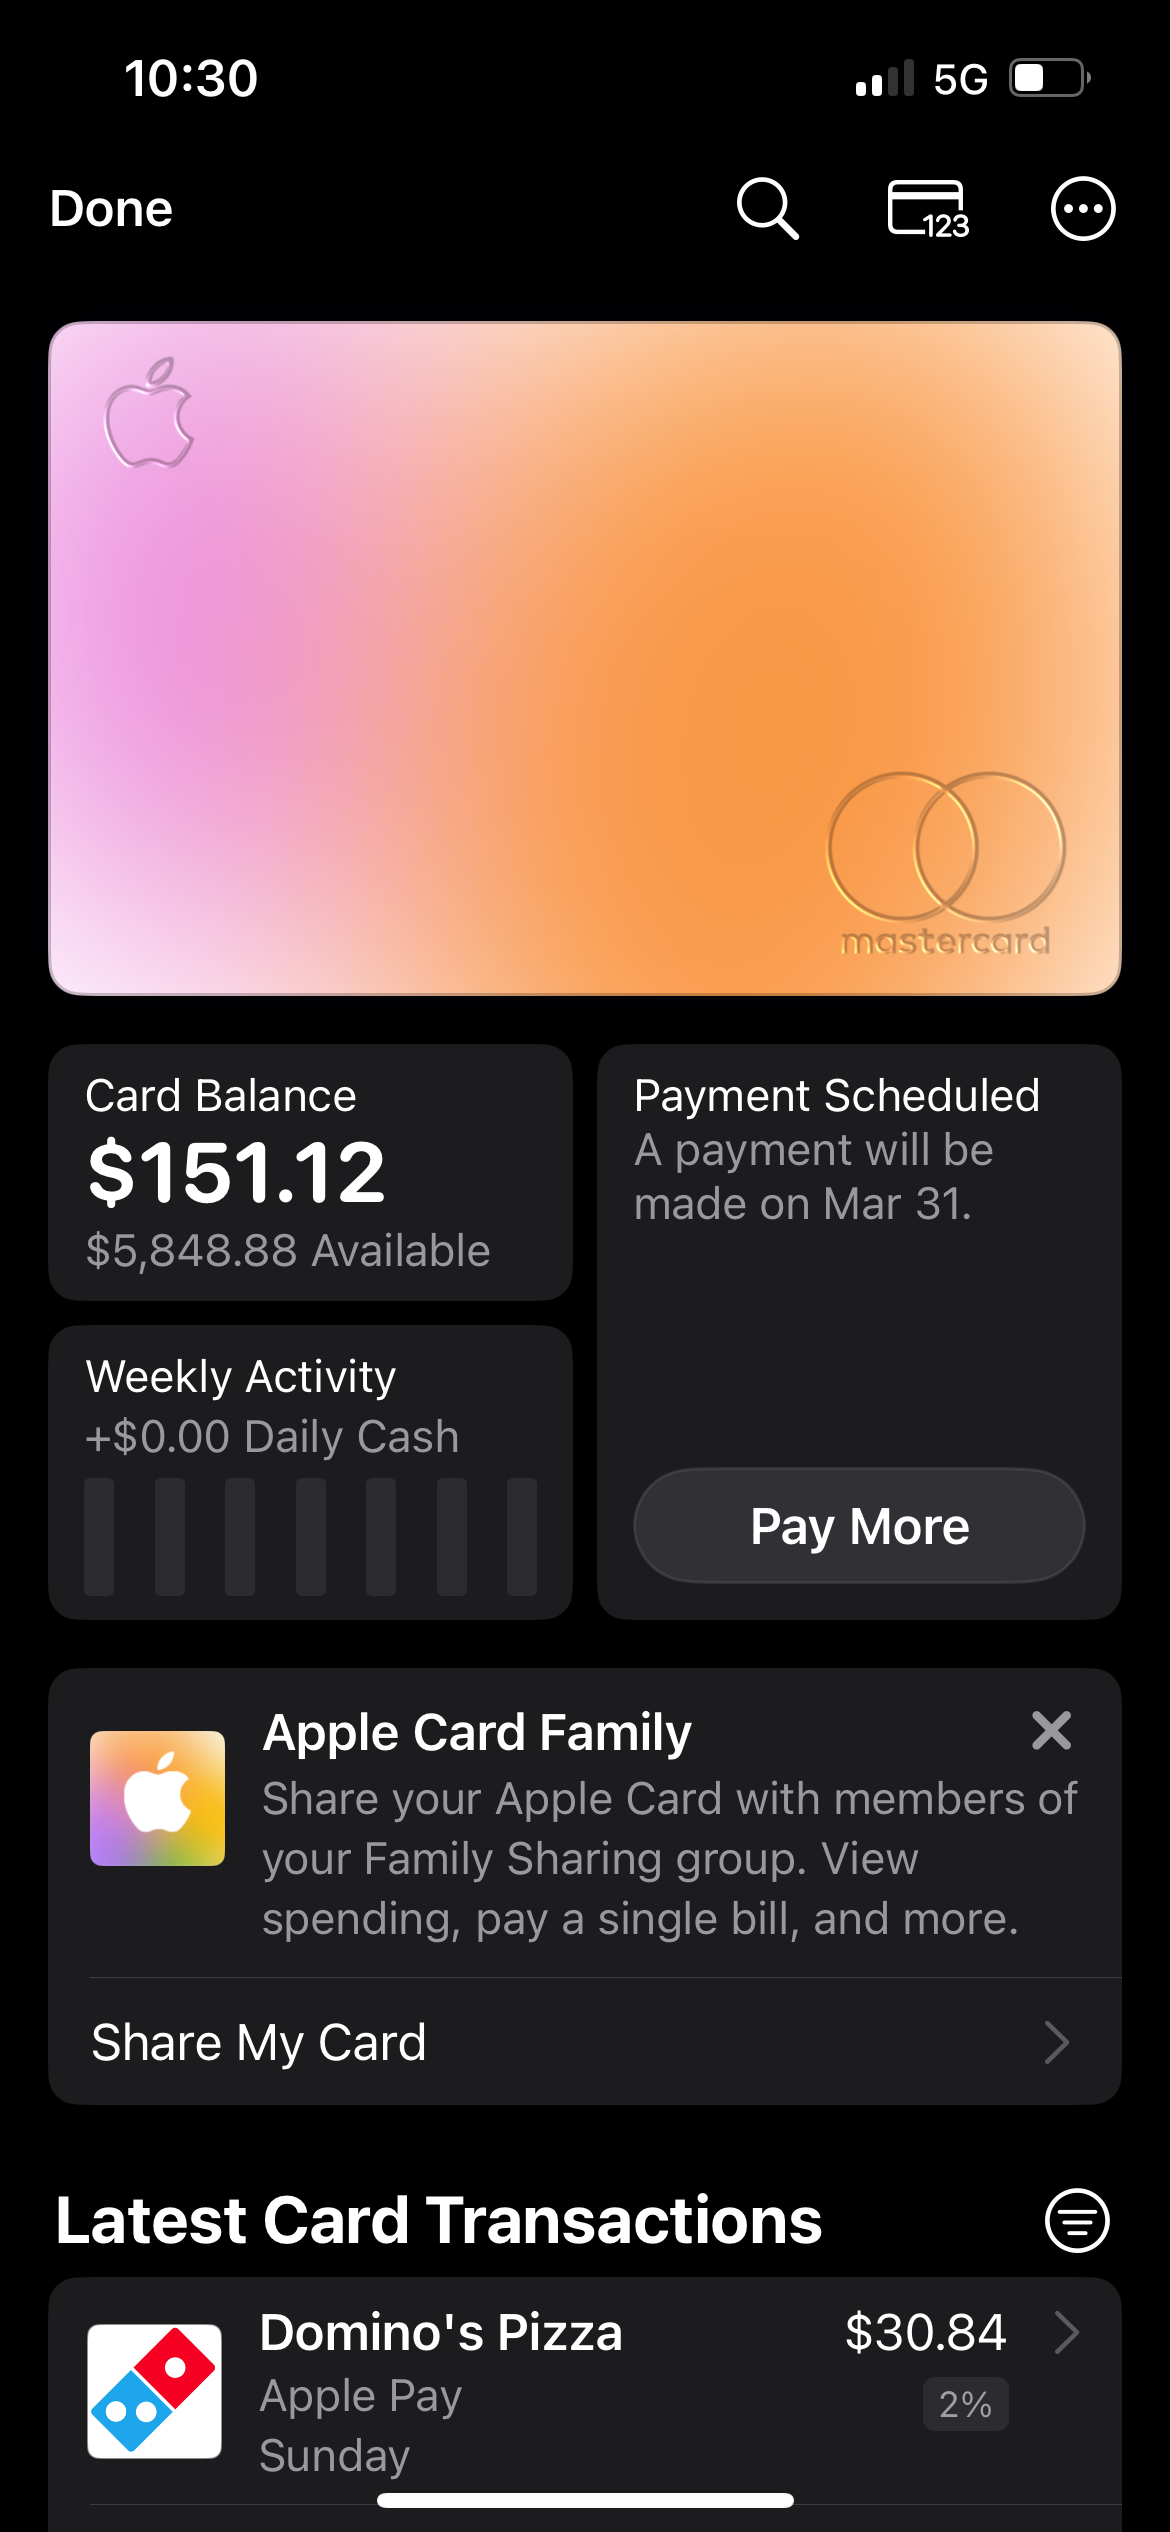 10:30
5G
Done
123
mastercard
Card Balance
$151.12
$5,848.88 Available
Payment Scheduled
A payment will be
made on Mar 31.
Weekly Activity
+$0.00 Daily Cash
Pay More
Apple Card Family
Share your Apple Card with members of
your Family Sharing group. View
spending, pay a single bill, and more.
Share My Card
Latest Card Transactions
Domino's Pizza
$30.84
Apple Pay
2%
Sunday